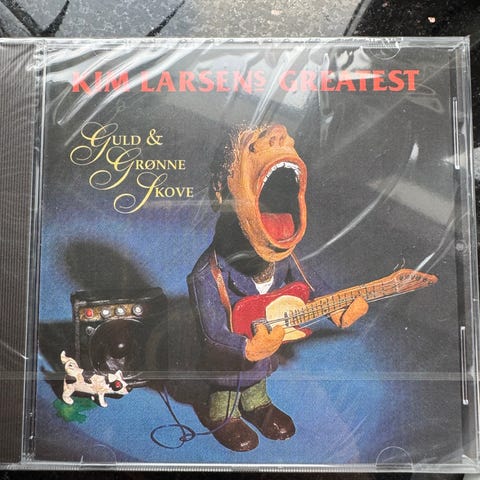 KIM LARSENS GREATEST
GULD &
GRØNNE
SKOVE